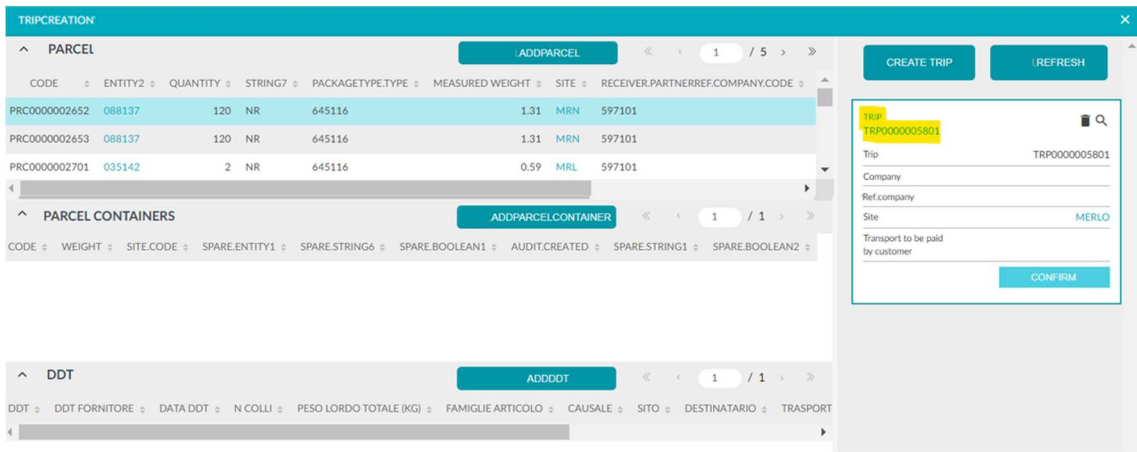 TRIPCREATION'
PARCEL
.ADDPARCEL
1 / 5
CODE ENTITY2 QUANTITY STRING7 PACKAGETYPE.TYPE MEASURED WEIGHT SITE RECEIVER.PARTNERREF.COMPANY.CODE
PRC0000002652 088137 120 NR 645116 1.31 MRN 597101
PRC0000002653 088137 120 NR 645116 1.31 MRN 597101
PRC0000002701 035142 2 NR 645116 0.59 MRL 597101
PARCEL CONTAINERS
.ADDPARCELCONTAINER
1 / 1
CODE WEIGHT SITE.CODE SPARE.ENTITY1 SPARE.STRING6 SPARE.BOOLEAN1 AUDIT.CREATED SPARE.STRING1 SPARE.BOOLEAN2
DDT
ADDDDT
1 / 1
DDT DDT FORNITORE DATA DDT N COLLI PESO LORDO TOTALE (KG) FAMIGLIE ARTICOLO CAUSALE SITO DESTINATARIO TRASPORT
CREATE TRIP
.REFRESH
TRIP
TRP0000005801
Trip TRP0000005801
Company
Ref.company
Site MERLO
Transport to be paid
by customer
CONFIRM